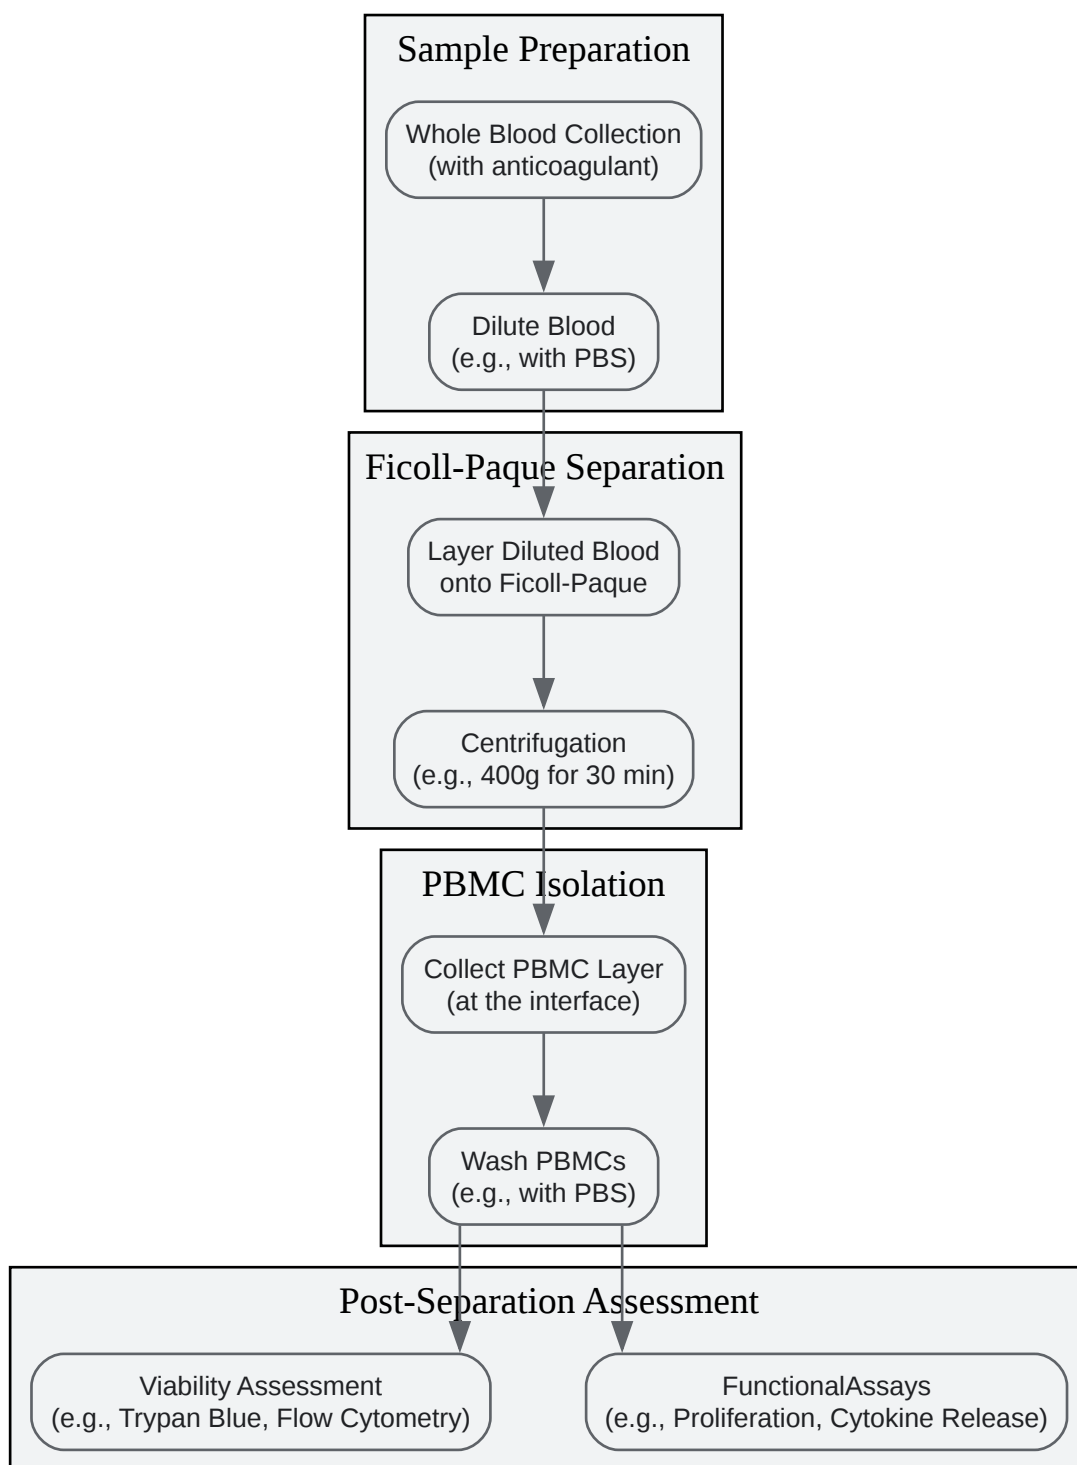 Sample Preparation
Whole Blood Collection
(with anticoagulant)
Dilute Blood
(e.g., with PBS)
Ficoll-Paque Separation
Layer Diluted Blood
onto Ficoll-Paque
Centrifugation
(e.g., 400g for 30 min)
PBMC Isolation
Collect PBMC Layer
(at the interface)
Wash PBMCs
(e.g., with PBS)
Post-Separation Assessment
Viability Assessment
(e.g., Trypan Blue, Flow Cytometry)
FunctionalAssays
(e.g., Proliferation, Cytokine Release)